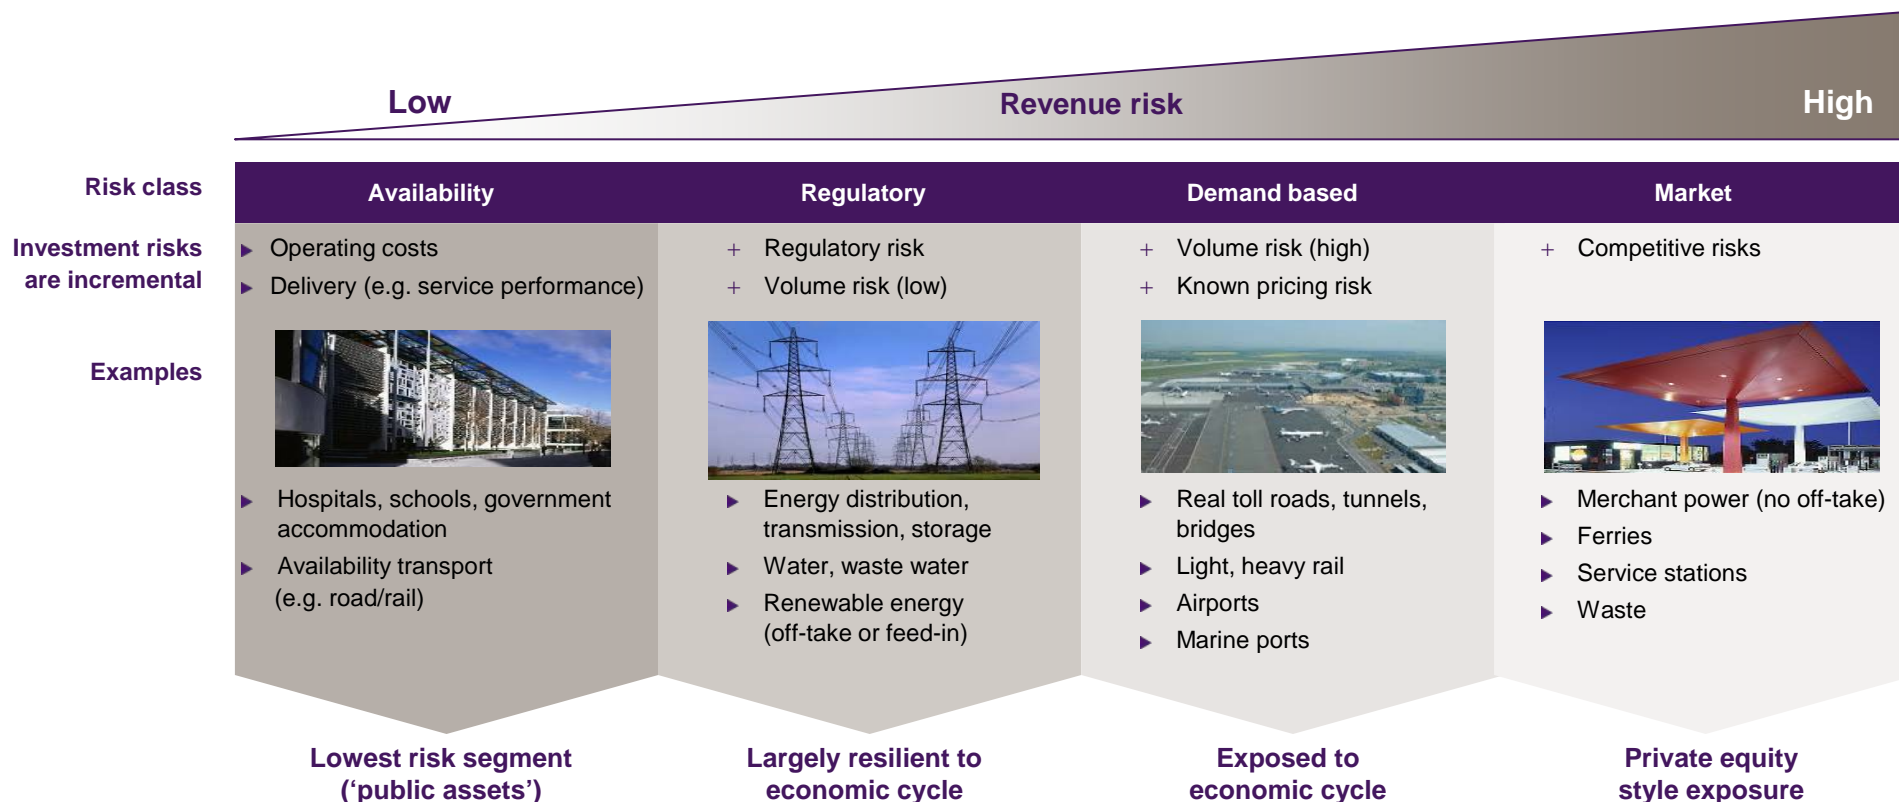 Low
Revenue risk
High
Risk class
Availability
Regulatory
Demand based
Market
Investment risks
are incremental
► Operating costs
► Delivery (e.g. service performance)
+ Regulatory risk
+ Volume risk (low)
+ Volume risk (high)
+ Known pricing risk
+ Competitive risks
Examples
► Hospitals, schools, government
accommodation
► Availability transport
(e.g. road/rail)
► Energy distribution,
transmission, storage
► Water, waste water
► Renewable energy
(off-take or feed-in)
► Real toll roads, tunnels,
bridges
► Light, heavy rail
► Airports
► Marine ports
► Merchant power (no off-take)
► Ferries
► Service stations
► Waste
Lowest risk segment
(‘public assets’)
Largely resilient to
economic cycle
Exposed to
economic cycle
Private equity
style exposure